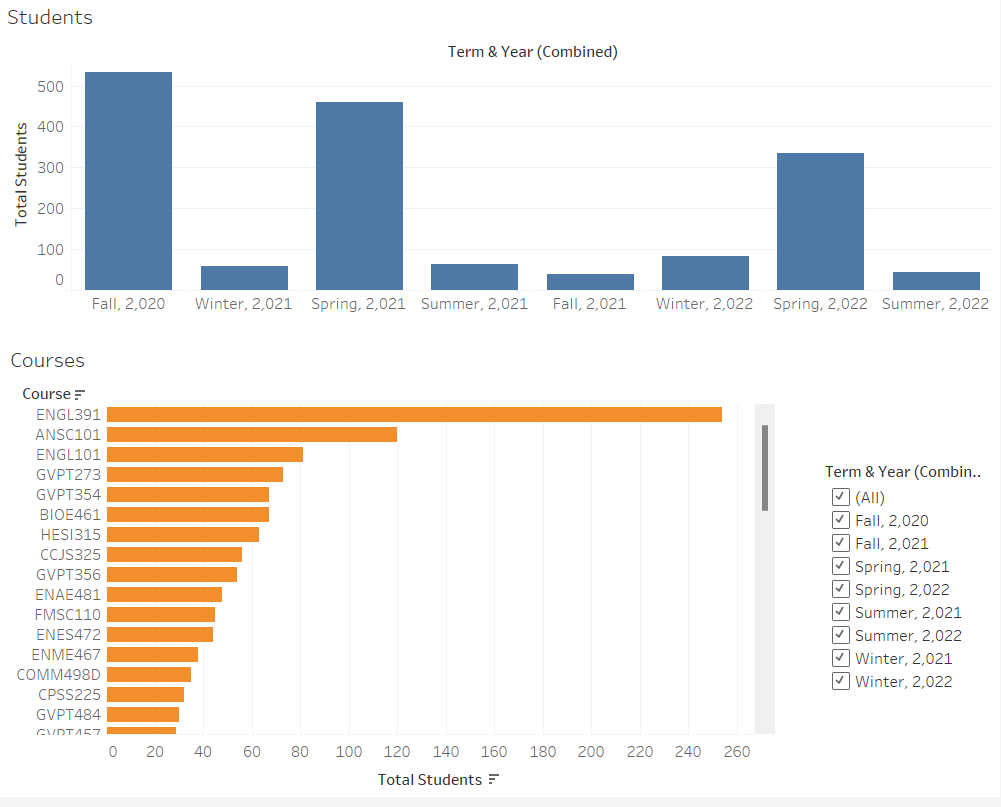 Students
Term & Year (Combined)
Total Students
500
400
300
200
100
0
Fall, 2,020 Winter, 2,021 Spring, 2,021 Summer, 2,021 Fall, 2,021 Winter, 2,022 Spring, 2,022 Summer, 2,022
Courses
Course
ENGL391
ANSC101
ENGL101
GVPT273
GVPT354
BIOE461
HESI315
CCJS325
GVPT356
ENAE481
FMSC110
ENES472
ENME467
COMM498D
CPSS225
GVPT484
GVPT457
0 20 40 60 80 100 120 140 160 180 200 220 240 260
Total Students
Term & Year (Combin..
(All)
Fall, 2,020
Fall, 2,021
Spring, 2,021
Spring, 2,022
Summer, 2,021
Summer, 2,022
Winter, 2,021
Winter, 2,022